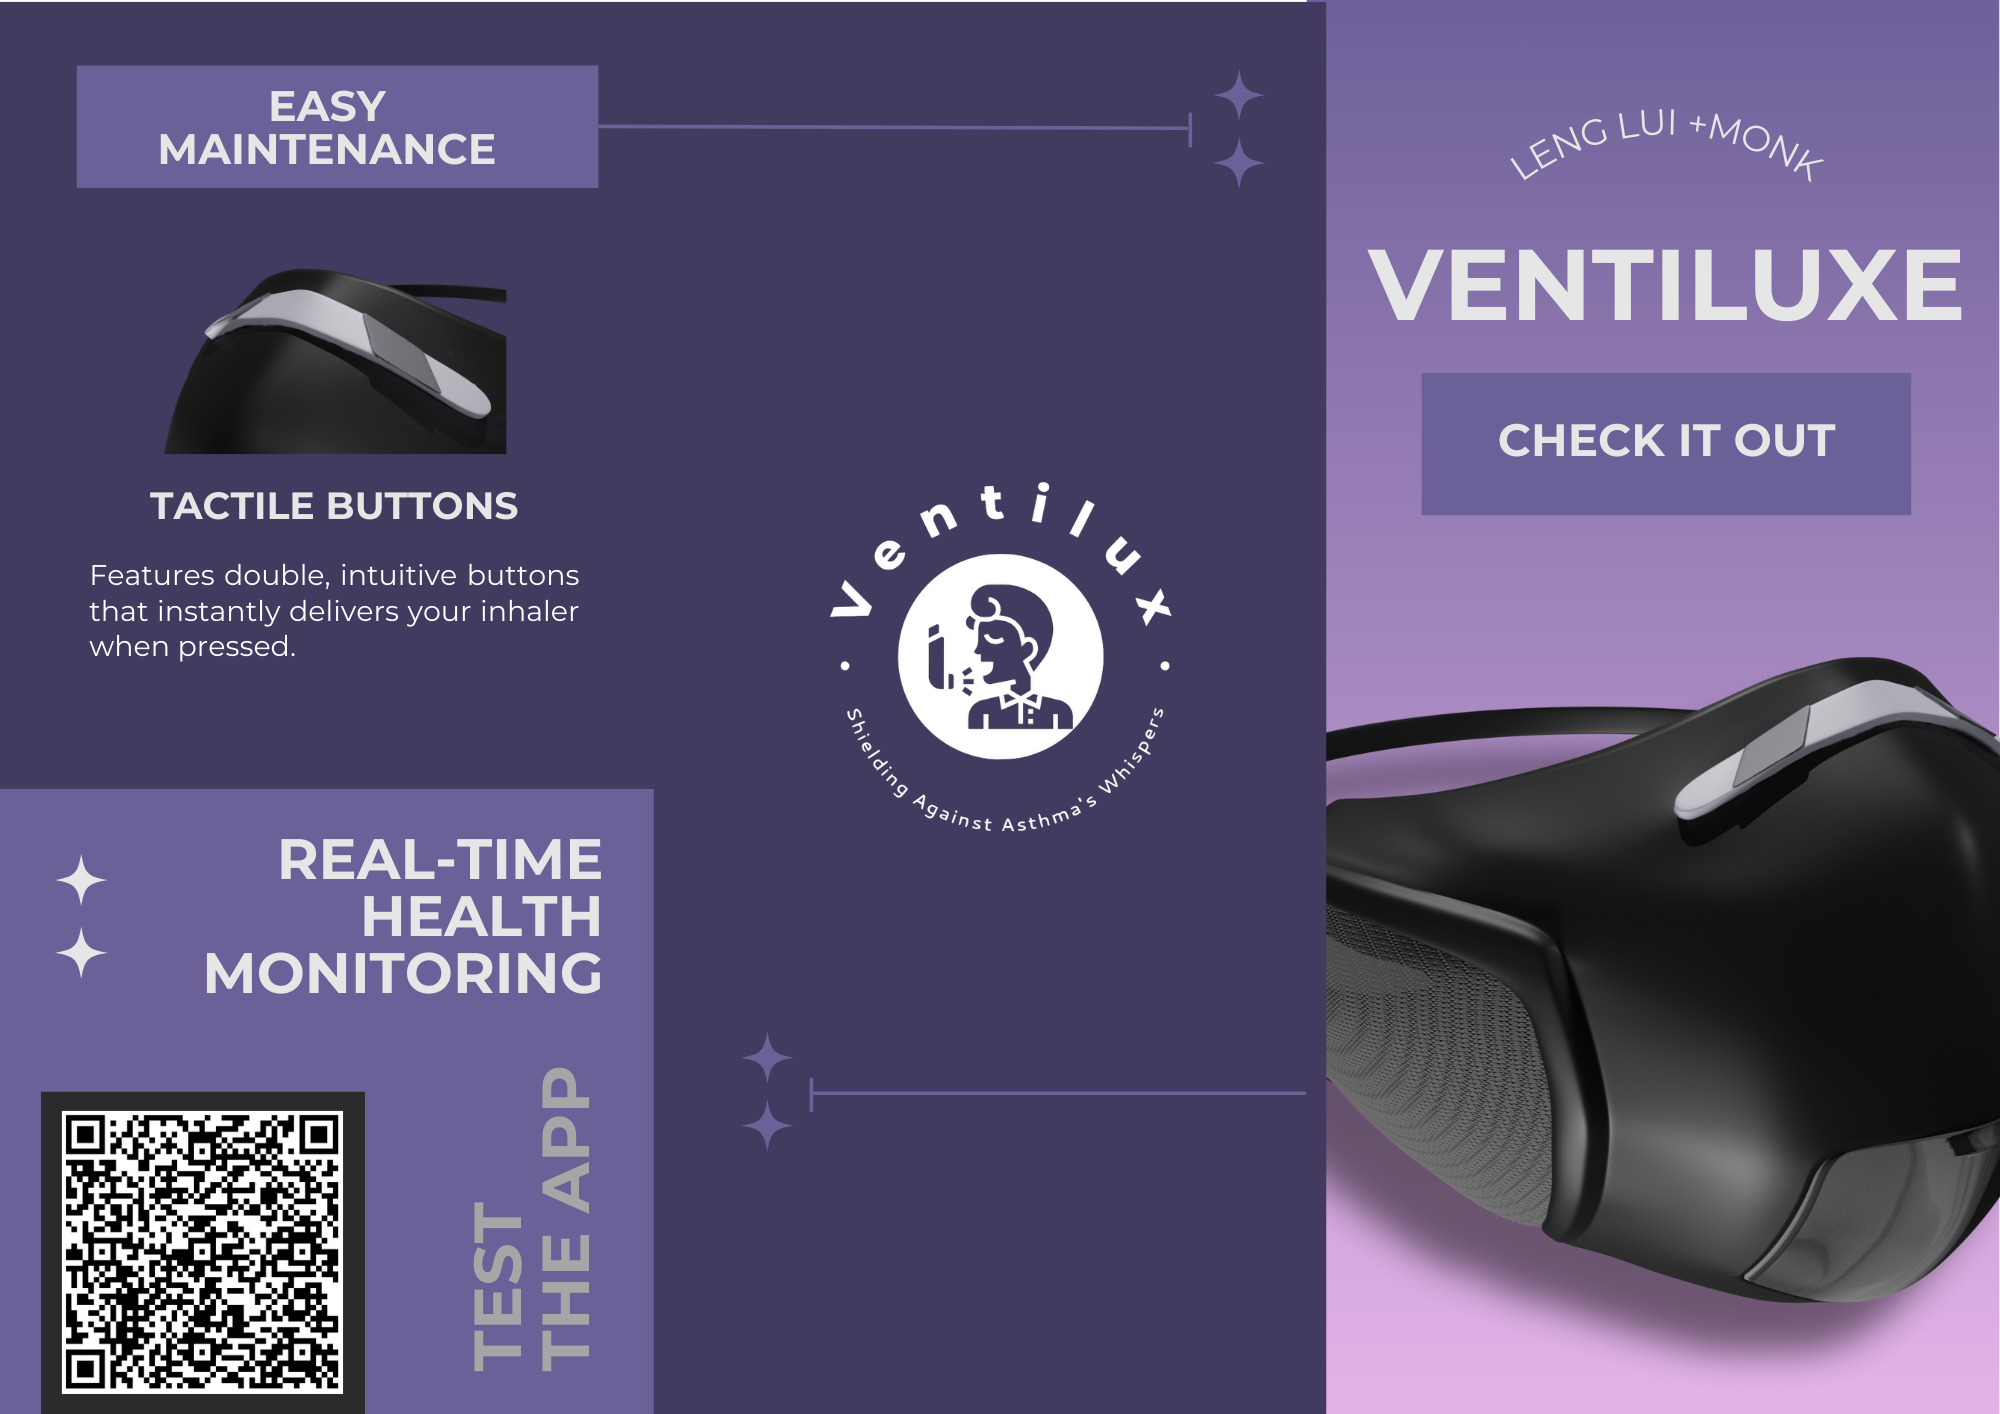 EASY
MAINTENANCE
TACTILE BUTTONS
Features double, intuitive buttons
that instantly delivers your inhaler
when pressed.
REAL-TIME
HEALTH
MONITORING
TEST
THE APP
Ventilux
Shielding Against Asthma's Whispers
LENG LUI +MONK
VENTILUXE
CHECK IT OUT